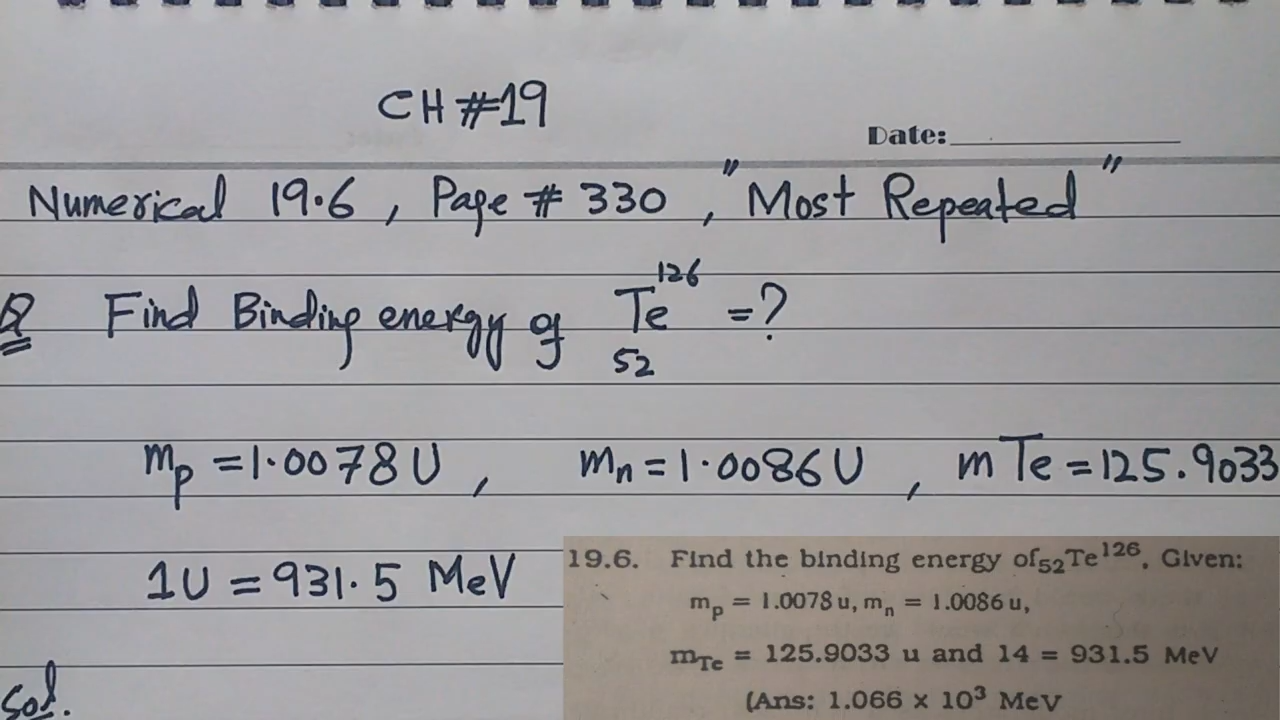 CH #19
Date:
Numerical 19.6, Page # 330, "Most Repeated"
Q Find Binding energy of ₅₂Te¹²⁶ = ?
mp = 1.0078 U, mn = 1.0086 U, mTe = 125.9033
1U = 931.5 MeV
19.6. Find the binding energy of ₅₂Te¹²⁶, Given:
mp = 1.0078 u, mn = 1.0086 u,
mTe = 125.9033 u and 14 = 931.5 MeV
(Ans: 1.066 x 10³ MeV
Sol.